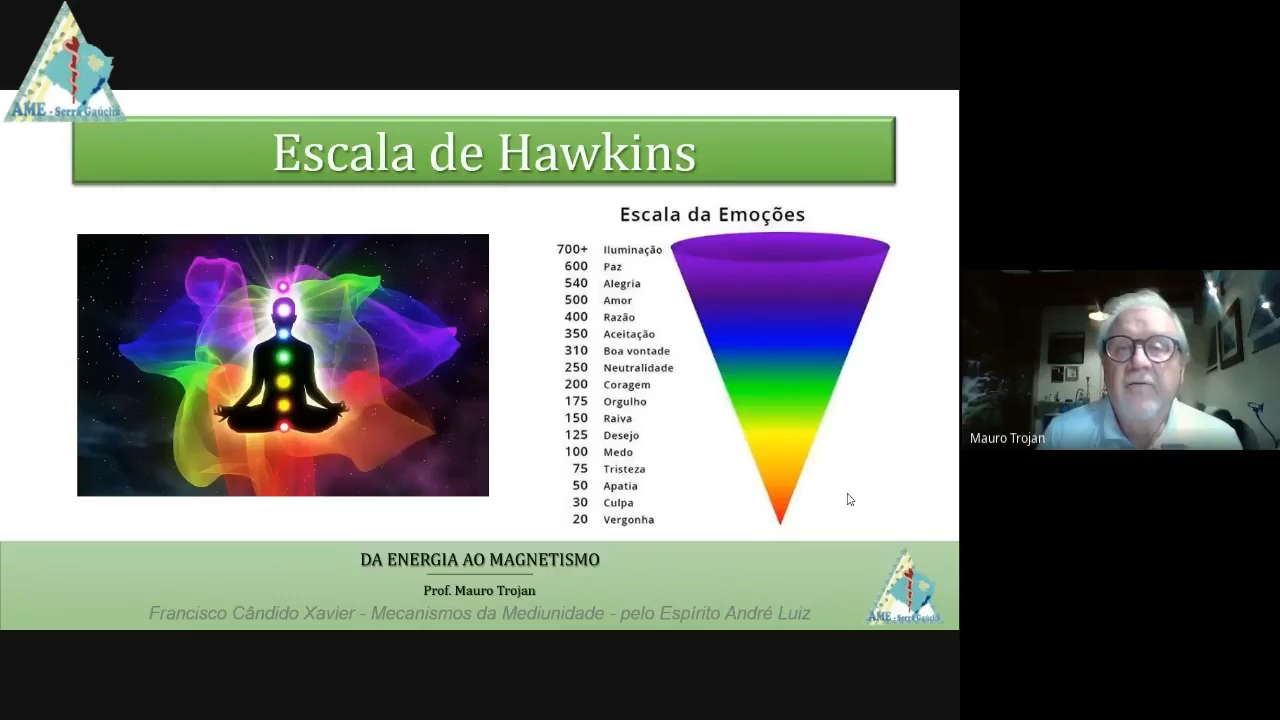 AME - Serra Gaúcha
Escala de Hawkins
Escala da Emoções
700+ Iluminação
600 Paz
540 Alegria
500 Amor
400 Razão
350 Aceitação
310 Boa vontade
250 Neutralidade
200 Coragem
175 Orgulho
150 Raiva
125 Desejo
100 Medo
75 Tristeza
50 Apatia
30 Culpa
20 Vergonha
Mauro Trojan
DA ENERGIA AO MAGNETISMO
Prof. Mauro Trojan
Francisco Cândido Xavier - Mecanismos da Mediunidade - pelo Espírito André Luiz
AME - Serra Gaúcha